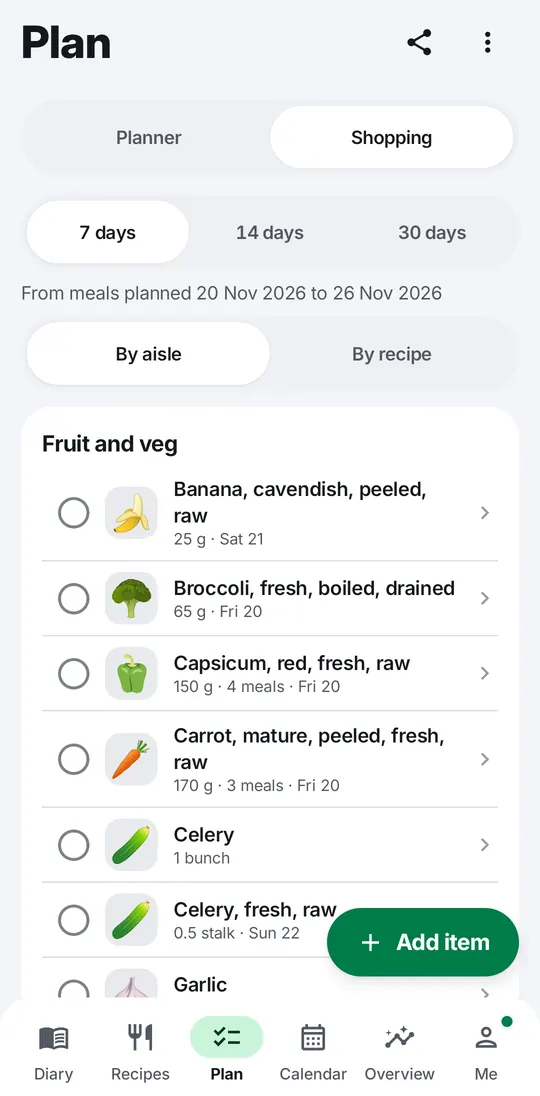 Plan
Planner
Shopping
7 days
14 days
30 days
From meals planned 20 Nov 2026 to 26 Nov 2026
By aisle
By recipe
Fruit and veg
Banana, cavendish, peeled,
raw
25 g · Sat 21
Broccoli, fresh, boiled, drained
65 g · Fri 20
Capsicum, red, fresh, raw
150 g · 4 meals · Fri 20
Carrot, mature, peeled, fresh,
raw
170 g · 3 meals · Fri 20
Celery
1 bunch
Celery, fresh, raw
0.5 stalk · Sun 22
+ Add item
Garlic
Diary
Recipes
Plan
Calendar
Overview
Me